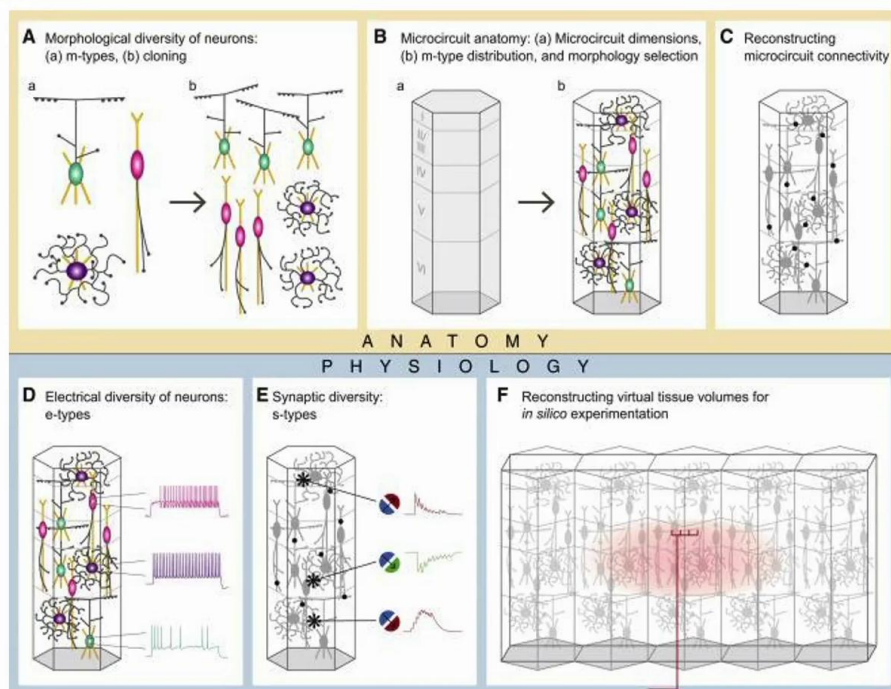 A Morphological diversity of neurons:
(a) m-types, (b) cloning
a
b
B Microcircuit anatomy: (a) Microcircuit dimensions,
(b) m-type distribution, and morphology selection
a
b
I
II/
III
IV
V
VI
C Reconstructing
microcircuit connectivity
ANATOMY
PHYSIOLOGY
D Electrical diversity of neurons:
e-types
E Synaptic diversity:
s-types
F Reconstructing virtual tissue volumes for
in silico experimentation